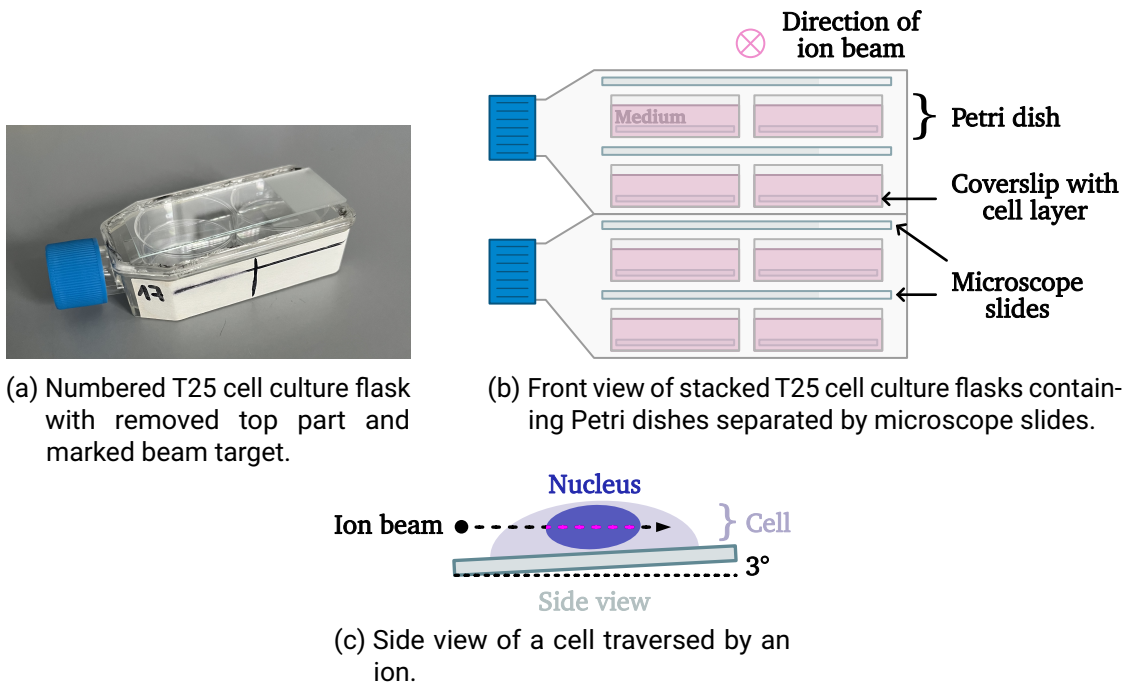 Direction of
ion beam
Medium
Petri dish
Coverslip with
cell layer
Microscope
slides
17
(a) Numbered T25 cell culture flask
with removed top part and
marked beam target.
(b) Front view of stacked T25 cell culture flasks contain-
ing Petri dishes separated by microscope slides.
Nucleus
Ion beam
Cell
3°
Side view
(c) Side view of a cell traversed by an
ion.